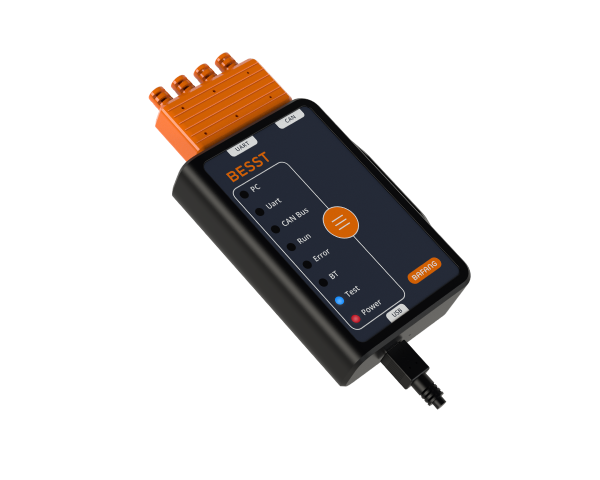 UART
CAN
BESST
PC
Uart
CAN Bus
Run
Error
BT
Test
Power
BAFANG
USB